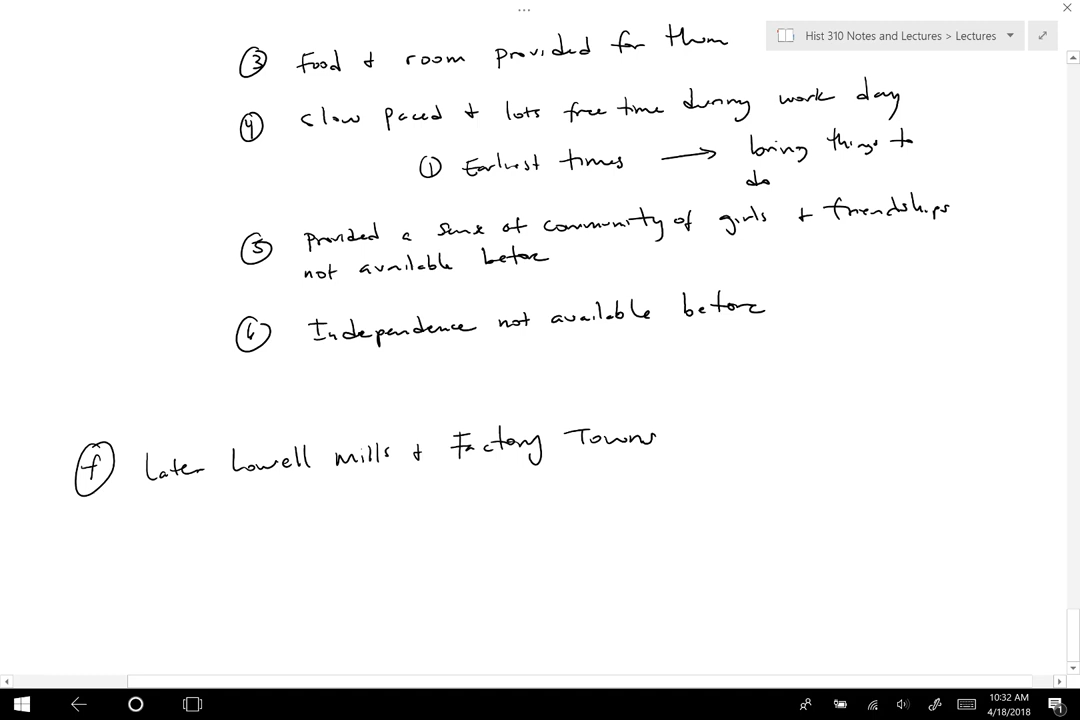 Hist 310 Notes and Lectures > Lectures
③ Food + room provided for them
④ Slow paced + lots free time during work day
① Earliest times → boring things to
do
⑤ Provided a sense of community of girls + friendships
not available before
⑥ Independence not available before
ⓕ Later Lowell Mills + Factory Towns
10:32 AM
4/18/2018
1